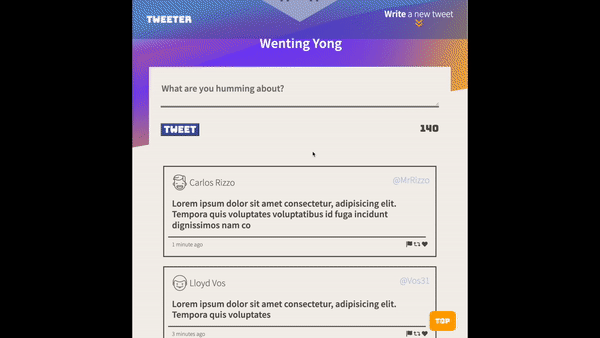 TWEETER
Write a new tweet
Wenting Yong
What are you humming about?
TWEET
140
Carlos Rizzo
@MrRizzo
Lorem ipsum dolor sit amet consectetur, adipisicing elit.
Tempora quis voluptates voluptatibus id fuga incidunt
dignissimos nam co
1 minute ago
Lloyd Vos
@Vos31
Lorem ipsum dolor sit amet consectetur, adipisicing elit.
Tempora quis voluptates
3 minutes ago
TOP